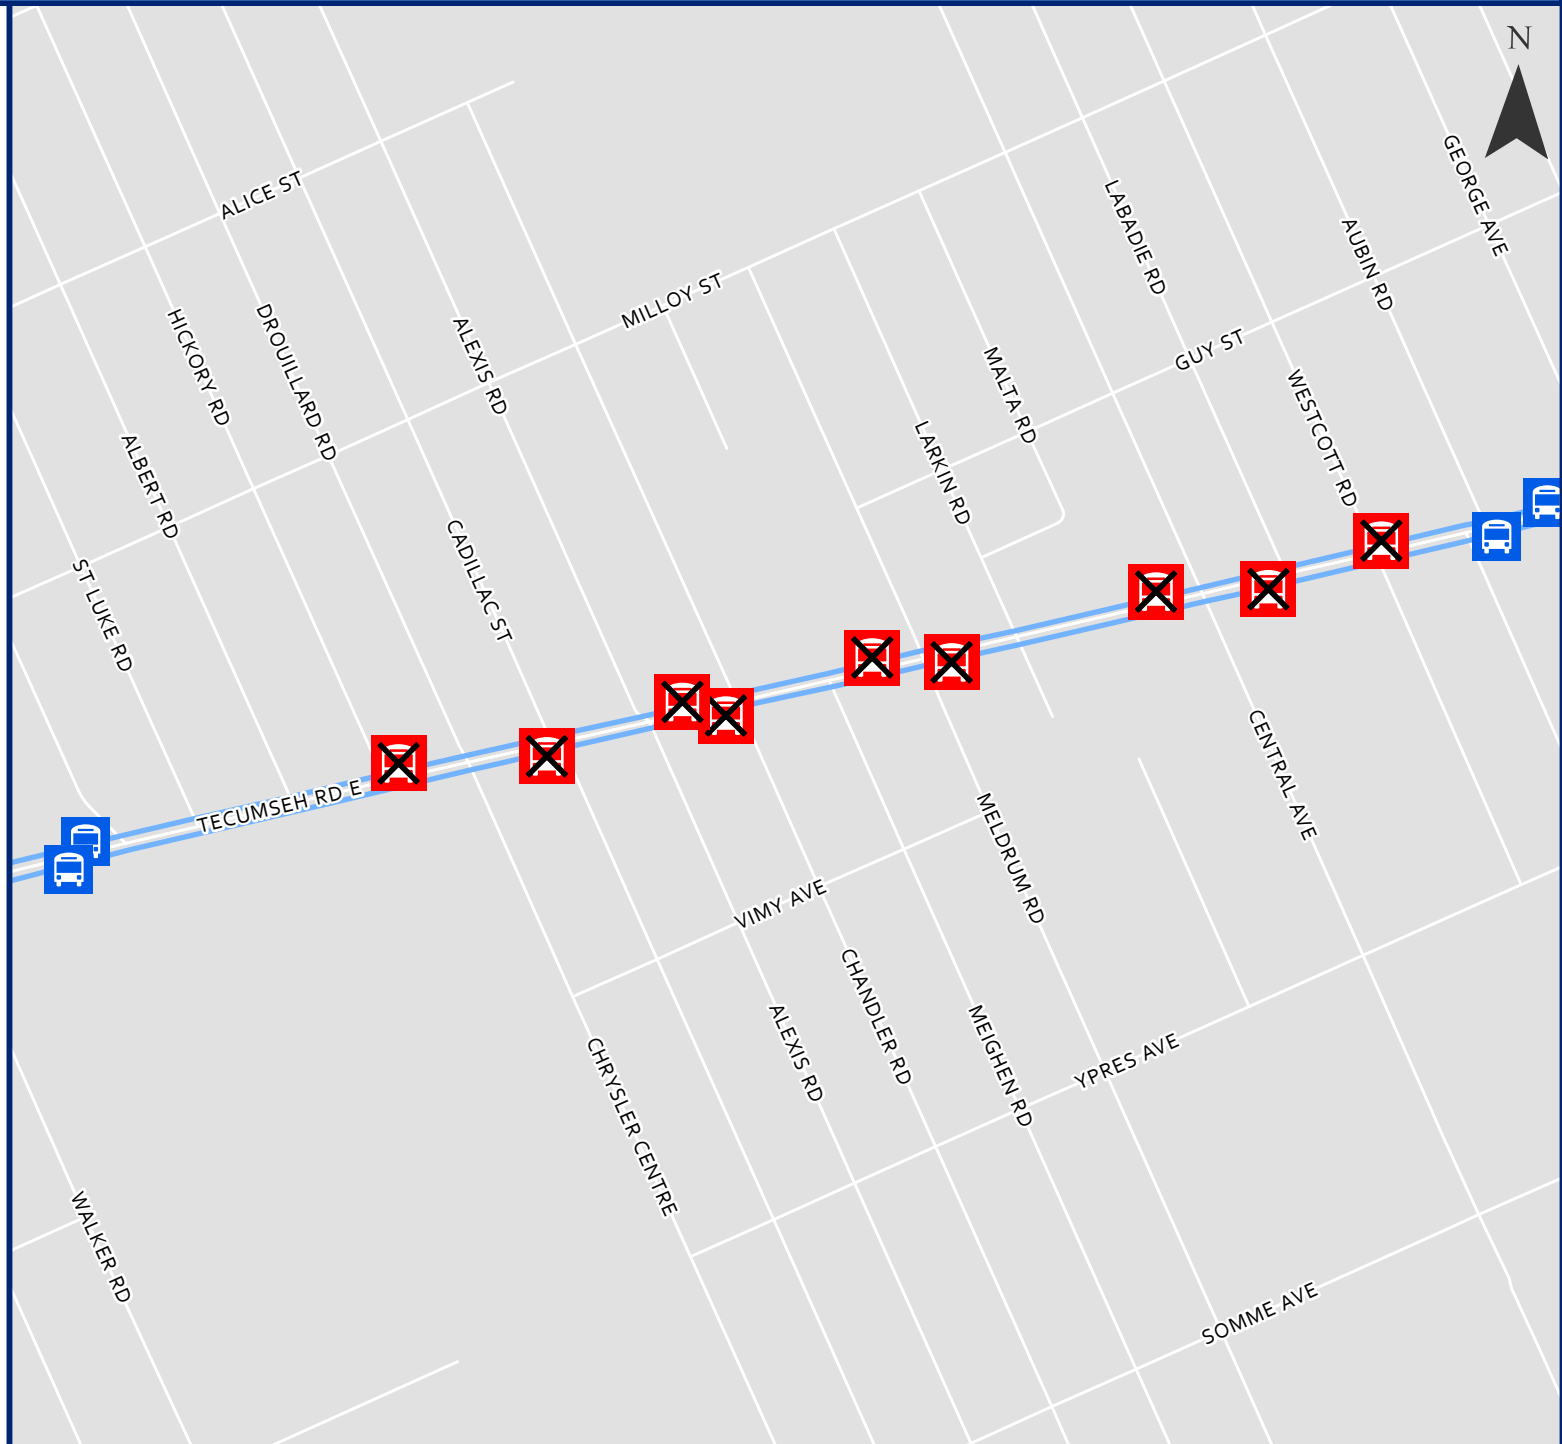 N
GEORGE AVE
ALICE ST
LABADIE RD
AUBIN RD
MILLOY ST
HICKORY RD
DROUILLARD RD
ALEXIS RD
GUY ST
MALTA RD
WESTCOTT RD
LARKIN RD
ALBERT RD
CADILLAC ST
ST LUKE RD
TECUMSEH RD E
CENTRAL AVE
MELDRUM RD
VIMY AVE
CHANDLER RD
ALEXIS RD
MEIGHEN RD
YPRES AVE
CHRYSLER CENTRE
WALKER RD
SOMME AVE